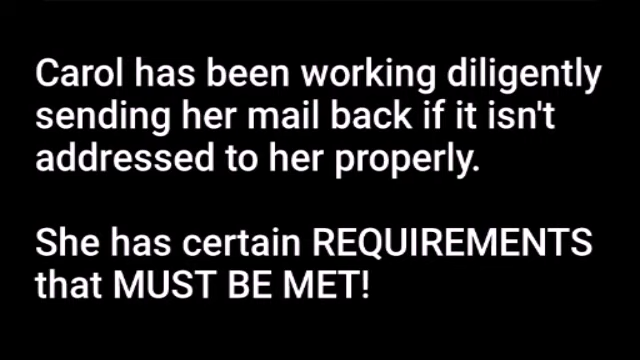 Carol has been working diligently
sending her mail back if it isn't
addressed to her properly.
She has certain REQUIREMENTS
that MUST BE MET!